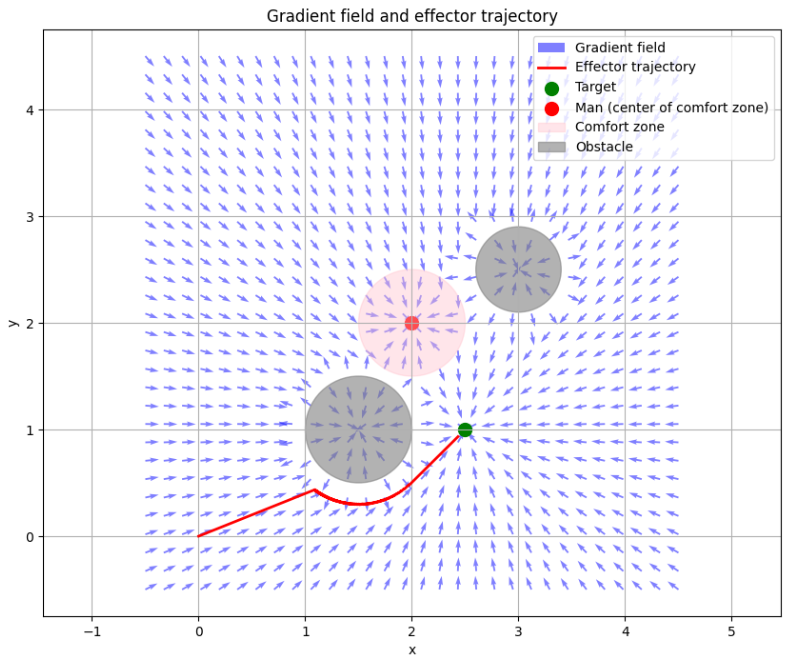 Gradient field and effector trajectory
Gradient field
Effector trajectory
Target
Man (center of comfort zone)
Comfort zone
Obstacle
y
4
3
2
1
0
−1 0 1 2 3 4 5
x